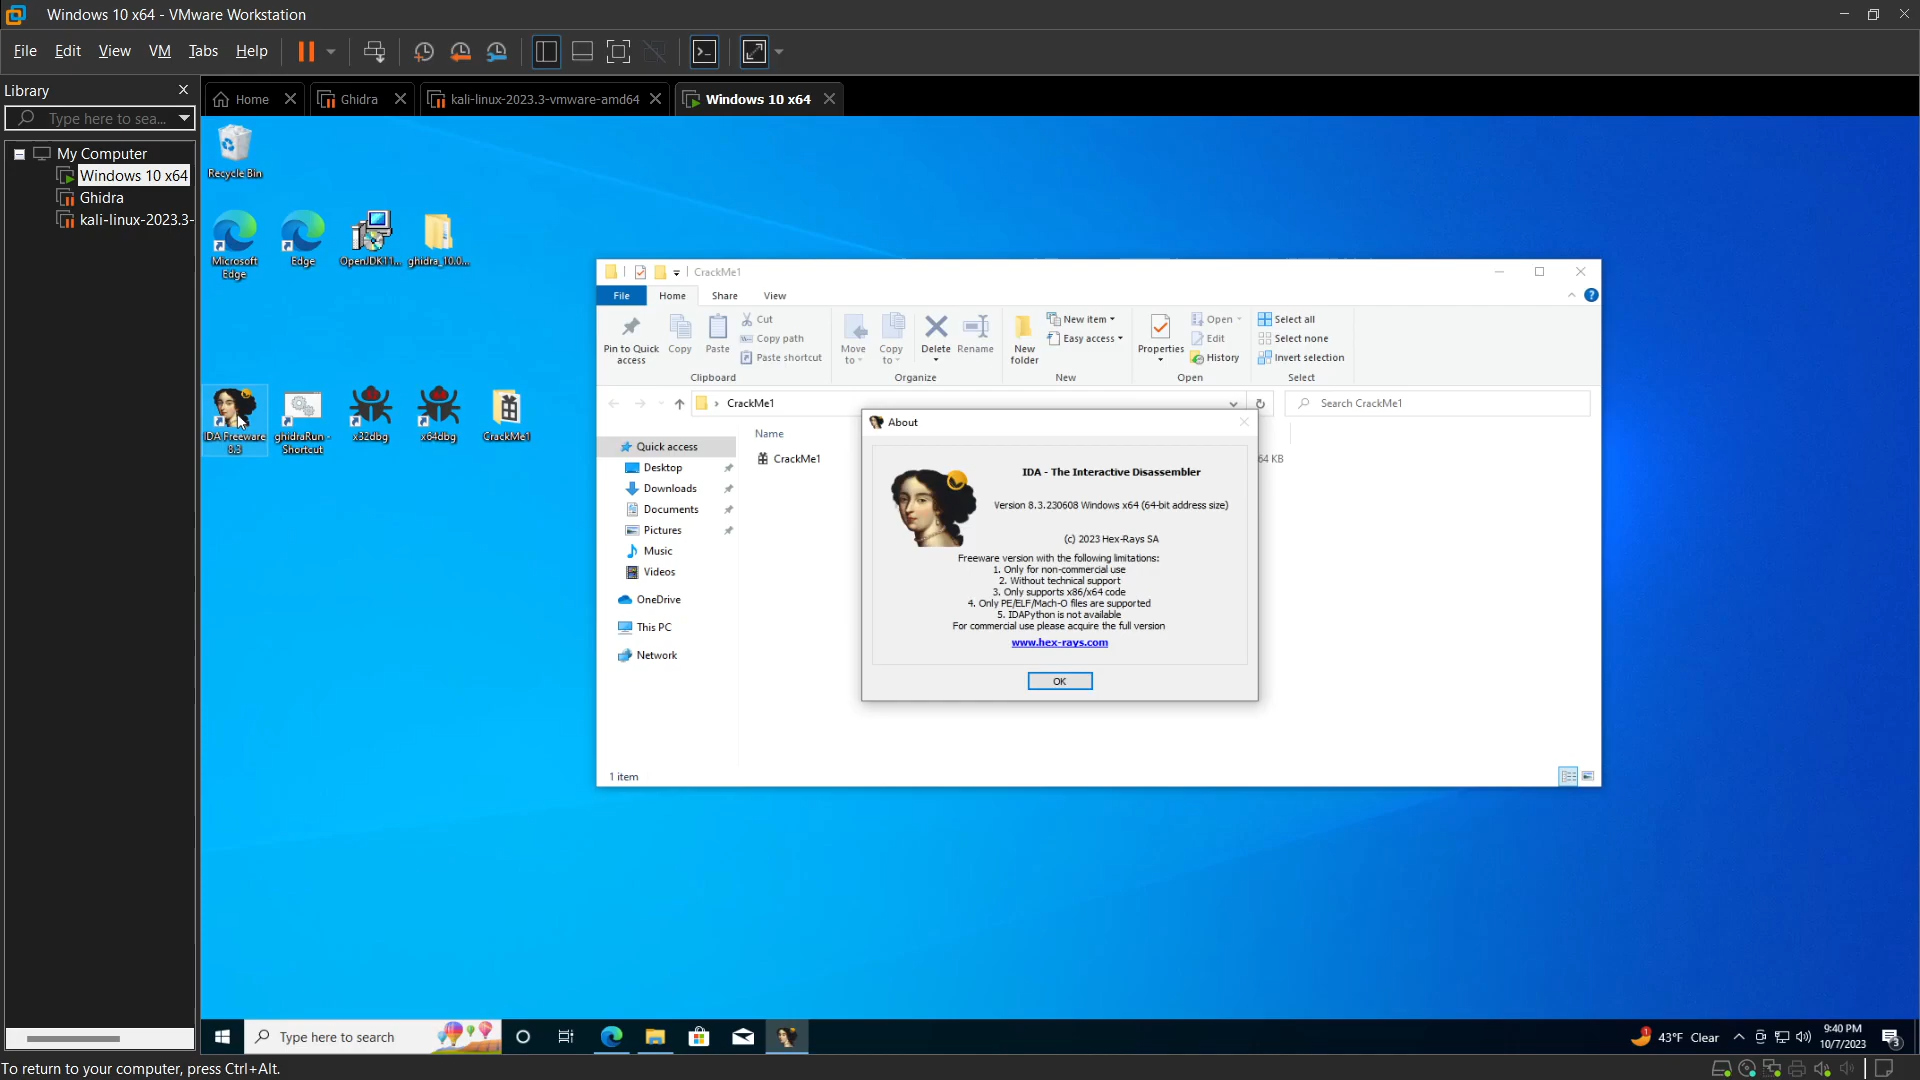 Windows 10 x64 - VMware Workstation
File Edit View VM Tabs Help
Library
Type here to sea...
My Computer
Windows 10 x64
Ghidra
kali-linux-2023.3-
Home
Ghidra
kali-linux-2023.3-vmware-amd64
Windows 10 x64
Recycle Bin
Microsoft
Edge
Edge
OpenJDK11...
ghidra_10.0...
IDA Freeware
8.3
ghidraRun -
Shortcut
x32dbg
x64dbg
CrackMe1
CrackMe1
File Home Share View
Pin to Quick
access
Copy
Paste
Cut
Copy path
Paste shortcut
Clipboard
Move
to
Copy
to
Delete
Rename
Organize
New
folder
New item
Easy access
New
Properties
Open
Edit
History
Open
Select all
Select none
Invert selection
Select
CrackMe1
Search CrackMe1
Quick access
Desktop
Downloads
Documents
Pictures
Music
Videos
OneDrive
This PC
Network
Name
CrackMe1
64 KB
1 item
About
IDA - The Interactive Disassembler
Version 8.3.230608 Windows x64 (64-bit address size)
(c) 2023 Hex-Rays SA
Freeware version with the following limitations:
1. Only for non-commercial use
2. Without technical support
3. Only supports x86/x64 code
4. Only PE/ELF/Mach-O files are supported
5. IDAPython is not available
For commercial use please acquire the full version
www.hex-rays.com
OK
Type here to search
1
43°F Clear
9:40 PM
10/7/2023
3
To return to your computer, press Ctrl+Alt.